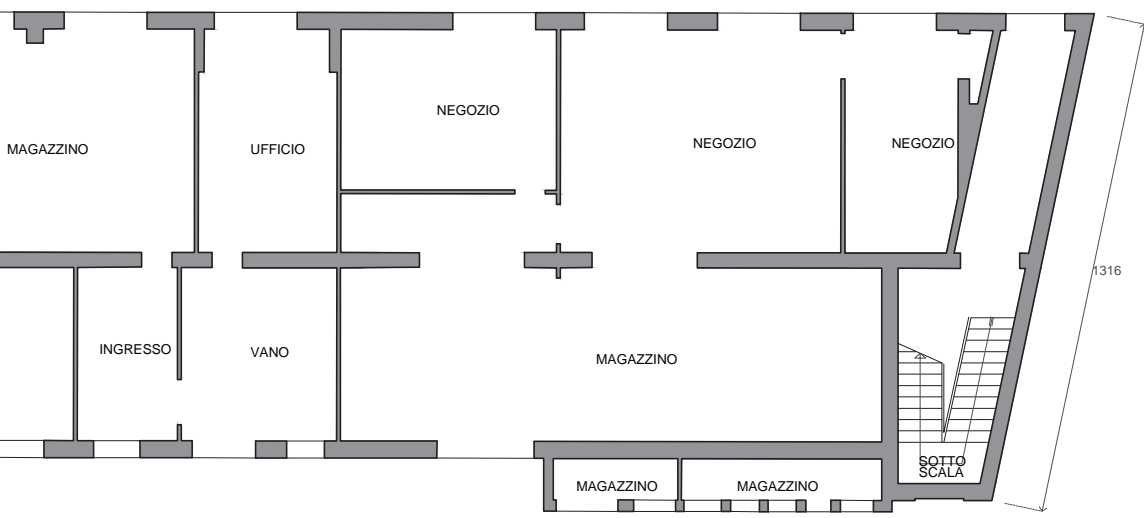 NEGOZIO
MAGAZZINO
UFFICIO
NEGOZIO
NEGOZIO
1316
INGRESSO
VANO
MAGAZZINO
SOTTO
SCALA
MAGAZZINO
MAGAZZINO